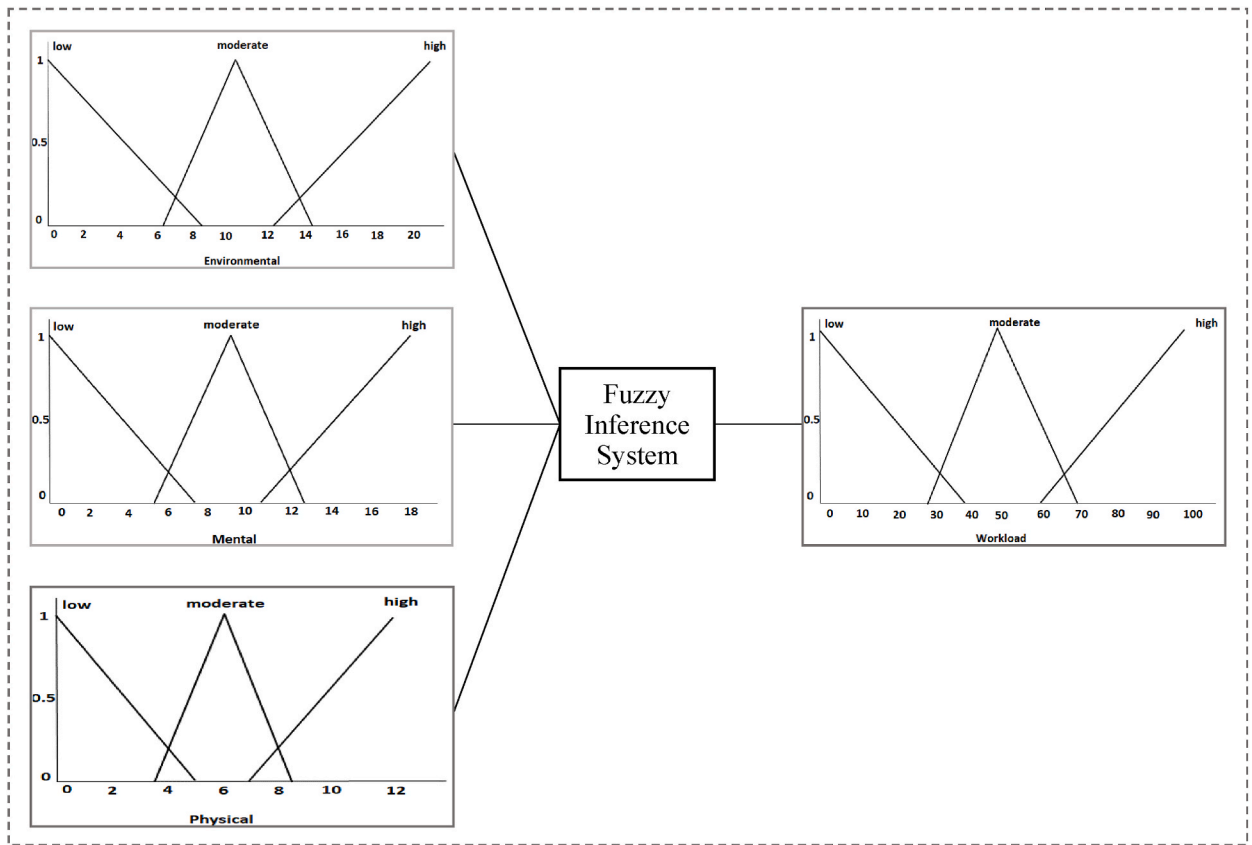 low moderate high
1
0.5
0
0 2 4 6 8 10 12 14 16 18 20
Environmental
low moderate high
1
0.5
0
0 2 4 6 8 10 12 14 16 18
Mental
low moderate high
1
0.5
0
0 2 4 6 8 10 12
Physical
Fuzzy
Inference
System
low moderate high
1
0.5
0
0 10 20 30 40 50 60 70 80 90 100
Workload